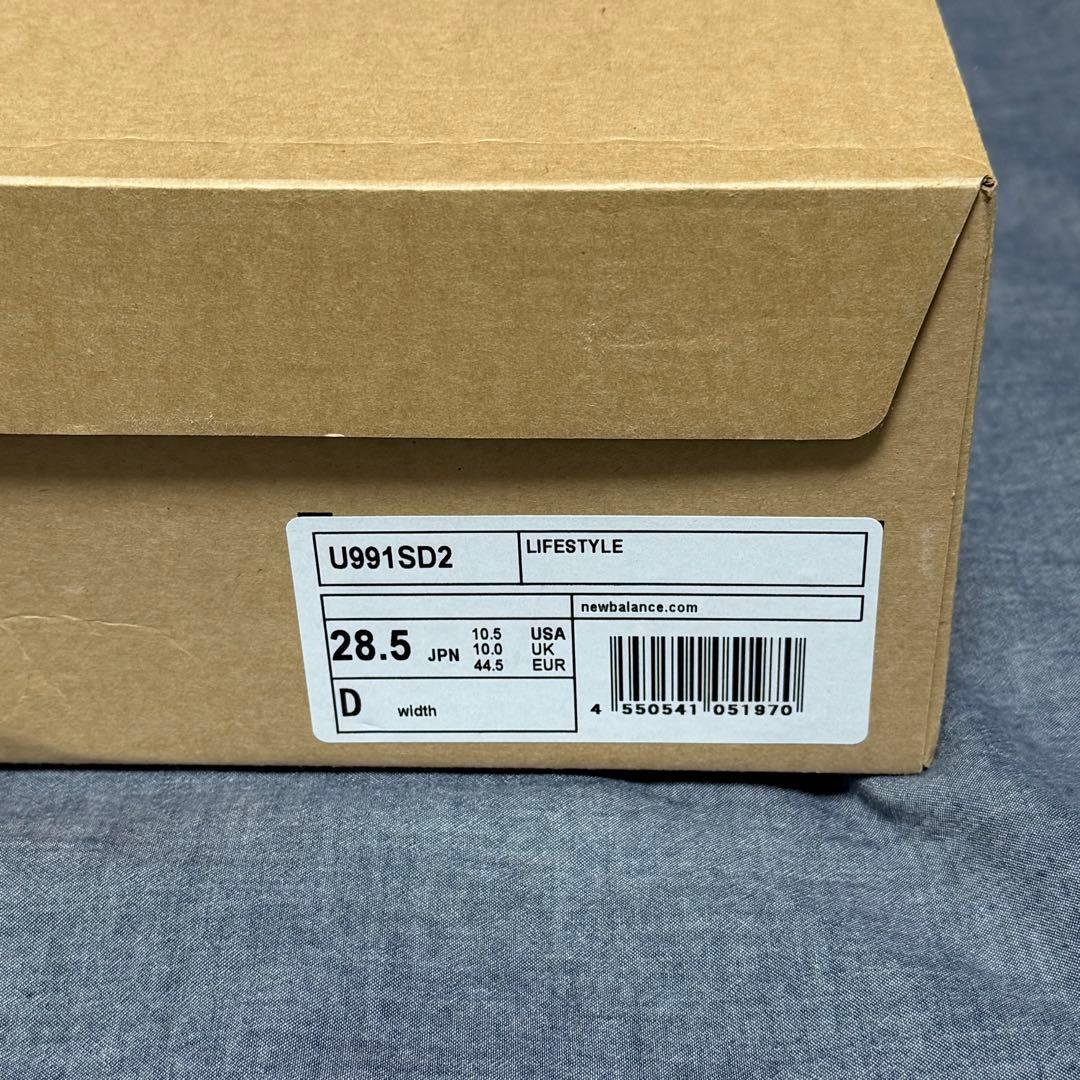 U991SD2
LIFESTYLE
newbalance.com
28.5 JPN
10.5 USA
10.0 UK
44.5 EUR
D width
4 550541 051970